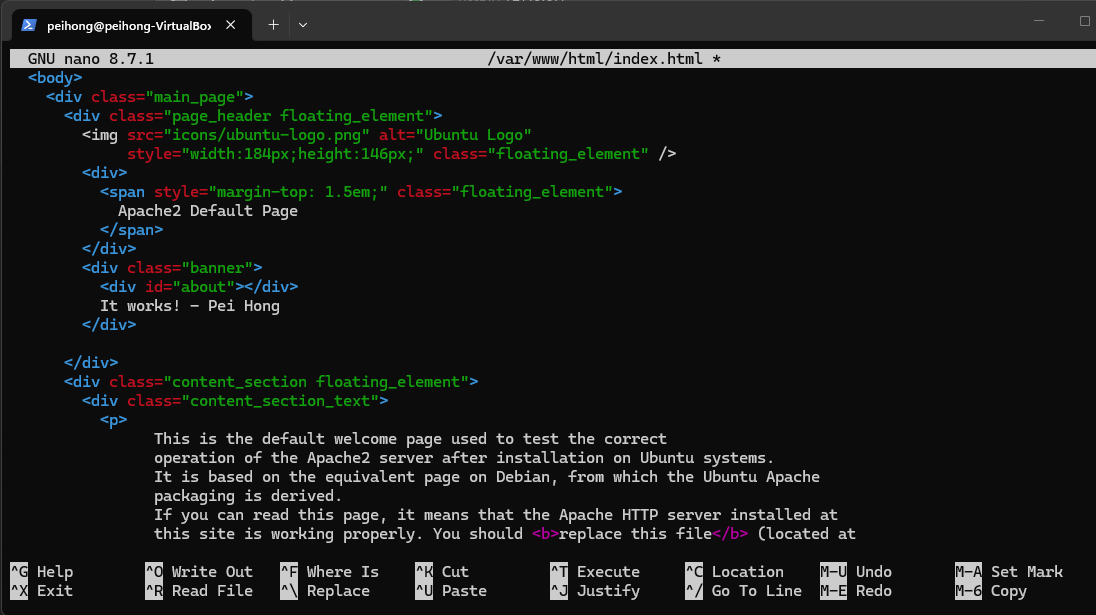 peihong@peihong-VirtualBox
GNU nano 8.7.1 /var/www/html/index.html *
<body>
<div class="main_page">
<div class="page_header floating_element">
<img src="icons/ubuntu-logo.png" alt="Ubuntu Logo"
style="width:184px;height:146px;" class="floating_element" />
<div>
<span style="margin-top: 1.5em;" class="floating_element">
Apache2 Default Page
</span>
</div>
<div class="banner">
<div id="about"></div>
It works! - Pei Hong
</div>
</div>
<div class="content_section floating_element">
<div class="content_section_text">
<p>
This is the default welcome page used to test the correct
operation of the Apache2 server after installation on Ubuntu systems.
It is based on the equivalent page on Debian, from which the Ubuntu Apache
packaging is derived.
If you can read this page, it means that the Apache HTTP server installed at
this site is working properly. You should <b>replace this file</b> (located at
^G Help ^O Write Out ^F Where Is ^K Cut ^T Execute ^C Location M-U Undo M-A Set Mark
^X Exit ^R Read File ^\ Replace ^U Paste ^J Justify ^/ Go To Line M-E Redo M-6 Copy